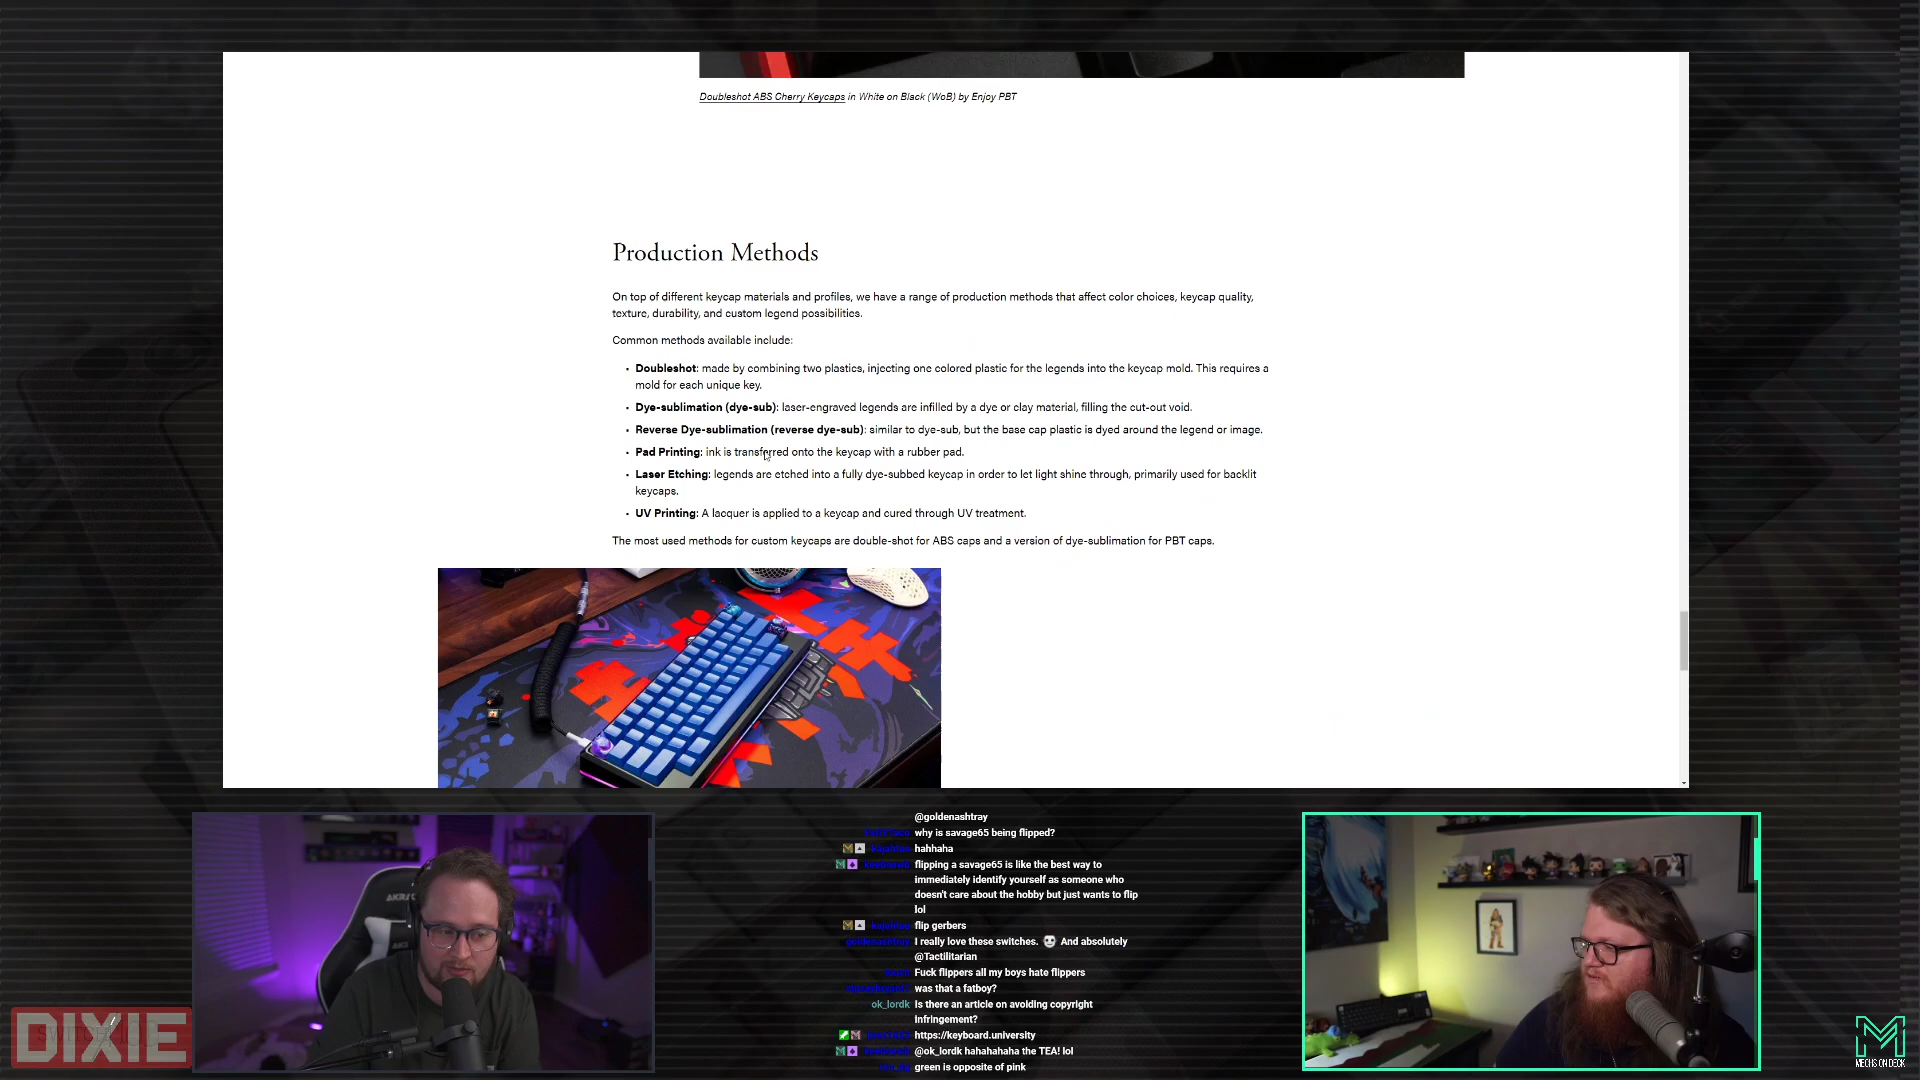 Doubleshot ABS Cherry Keycaps in White on Black (WoB) by Enjoy PBT
Production Methods
On top of different keycap materials and profiles, we have a range of production methods that affect color choices, keycap quality,
texture, durability, and custom legend possibilities.
Common methods available include:
• Doubleshot: made by combining two plastics, injecting one colored plastic for the legends into the keycap mold. This requires a
mold for each unique key.
• Dye-sublimation (dye-sub): laser-engraved legends are infilled by a dye or clay material, filling the cut-out void.
• Reverse Dye-sublimation (reverse dye-sub): similar to dye-sub, but the base cap plastic is dyed around the legend or image.
• Pad Printing: ink is transferred onto the keycap with a rubber pad.
• Laser Etching: legends are etched into a fully dye-subbed keycap in order to let light shine through, primarily used for backlit
keycaps.
• UV Printing: A lacquer is applied to a keycap and cured through UV treatment.
The most used methods for custom keycaps are double-shot for ABS caps and a version of dye-sublimation for PBT caps.
@goldenashtray
why is savage65 being flipped?
hahhaha
flipping a savage65 is like the best way to
immediately identify yourself as someone who
doesn't care about the hobby but just wants to flip
lol
flip gerbers
goldenashtray I really love these switches. And absolutely
@Tactilitarian
Fuck flippers all my boys hate flippers
was that a fatboy?
ok_lordk Is there an article on avoiding copyright
infringement?
https://keyboard.university
@ok_lordk hahahahaha the TEA! lol
green is opposite of pink
AKRA
DIXIE
MECHS ON DECK